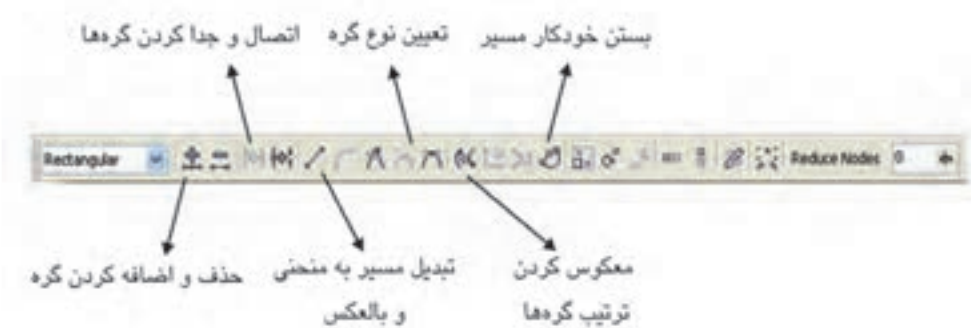 بستن خودکار مسیر
تعیین نوع گره
اتصال و جدا کردن گره‌ها
Rectangular
Reduce Nodes 0
حذف و اضافه کردن گره
تبدیل مسیر به منحنی
و بالعکس
معکوس کردن
ترتیب گره‌ها